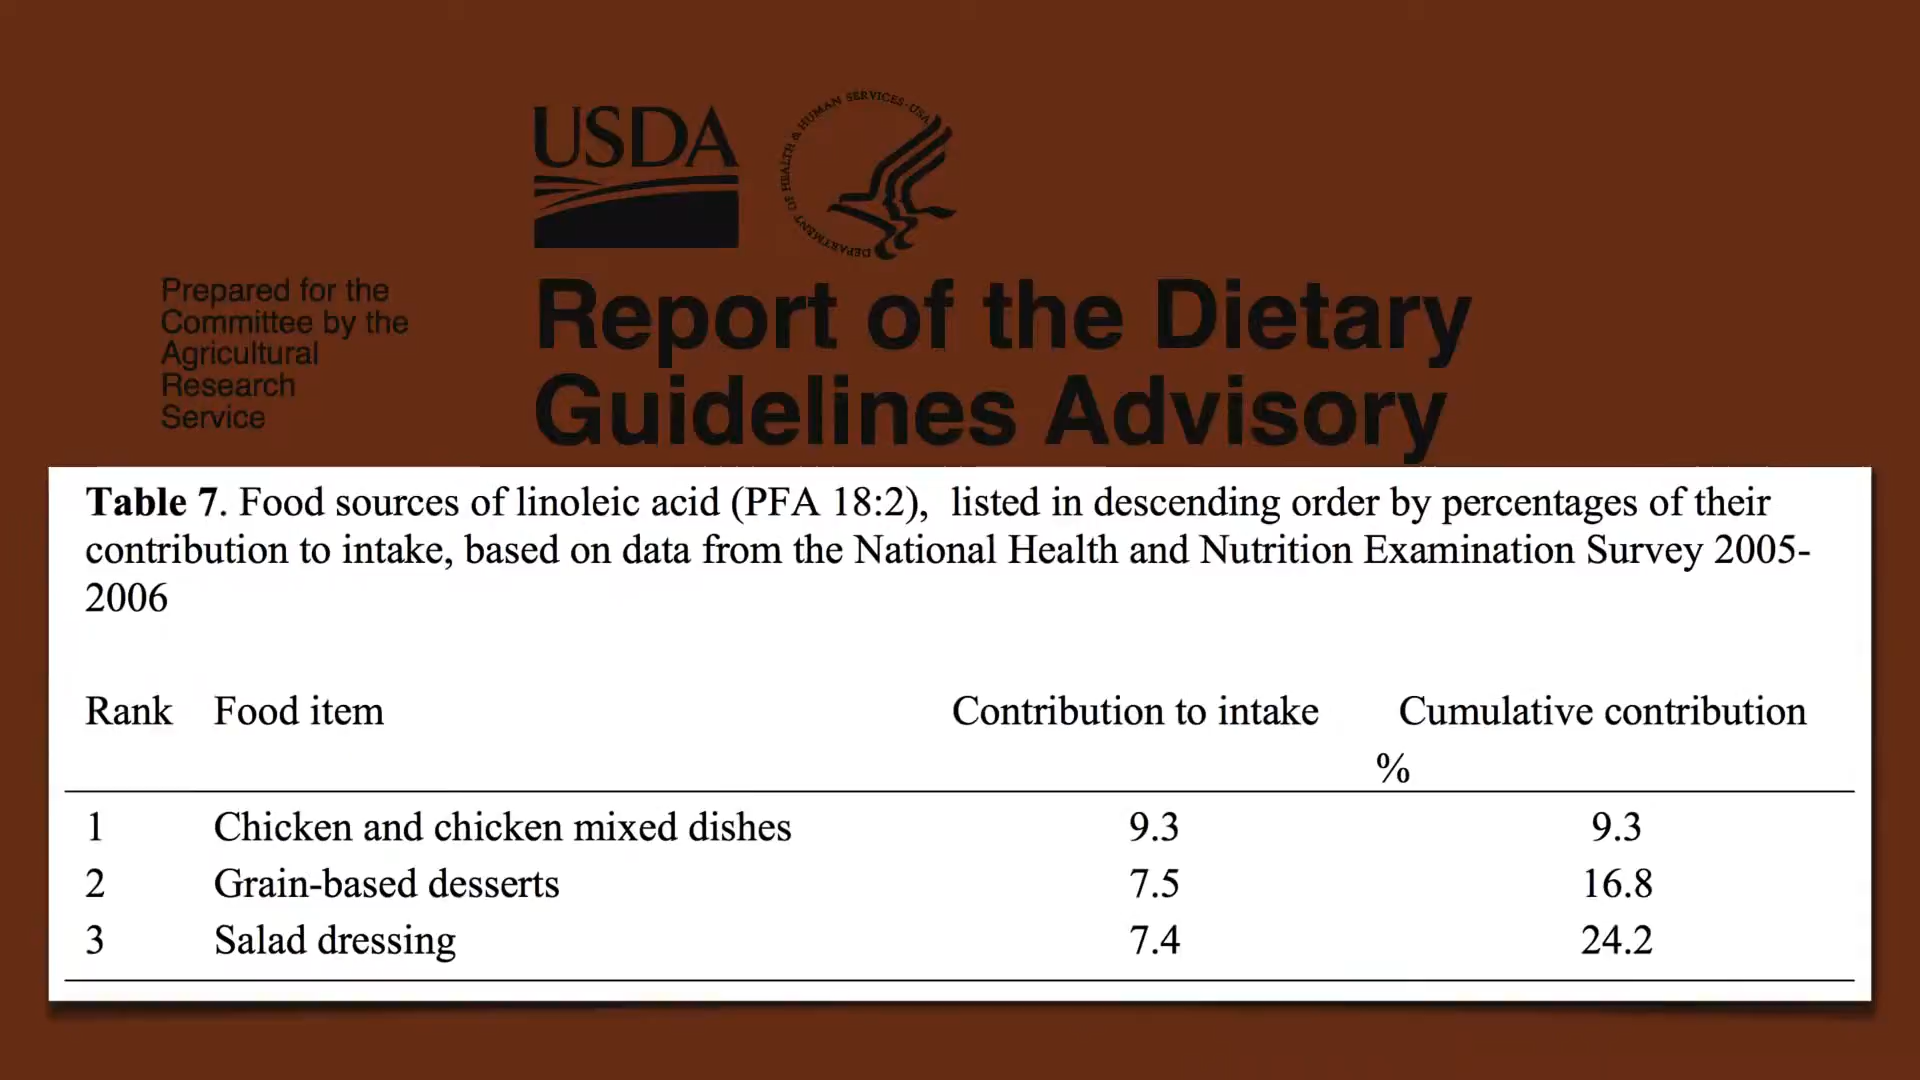 USDA
DEPARTMENT OF HEALTH & HUMAN SERVICES·USA
Prepared for the
Committee by the
Agricultural
Research
Service
Report of the Dietary
Guidelines Advisory
Table 7. Food sources of linoleic acid (PFA 18:2),  listed in descending order by percentages of their
contribution to intake, based on data from the National Health and Nutrition Examination Survey 2005-
2006
Rank Food item Contribution to intake Cumulative contribution
%
1 Chicken and chicken mixed dishes 9.3 9.3
2 Grain-based desserts 7.5 16.8
3 Salad dressing 7.4 24.2